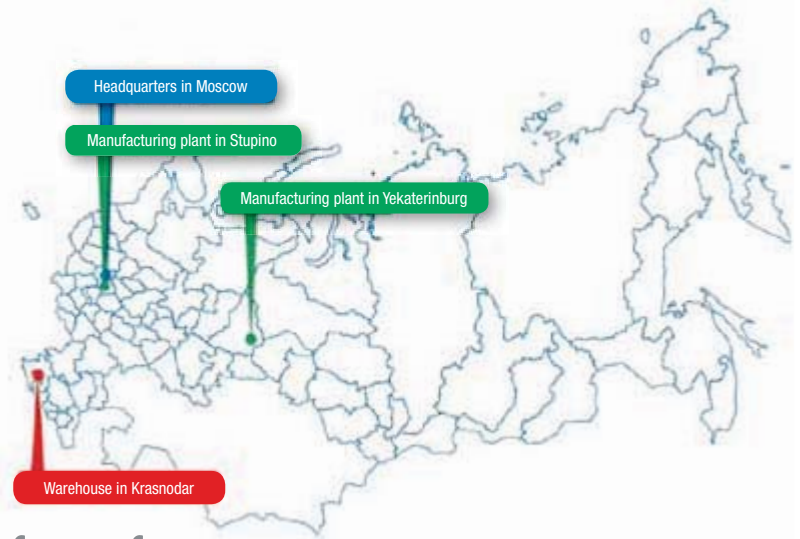 Headquarters in Moscow
Manufacturing plant in Stupino
Manufacturing plant in Yekaterinburg
Warehouse in Krasnodar